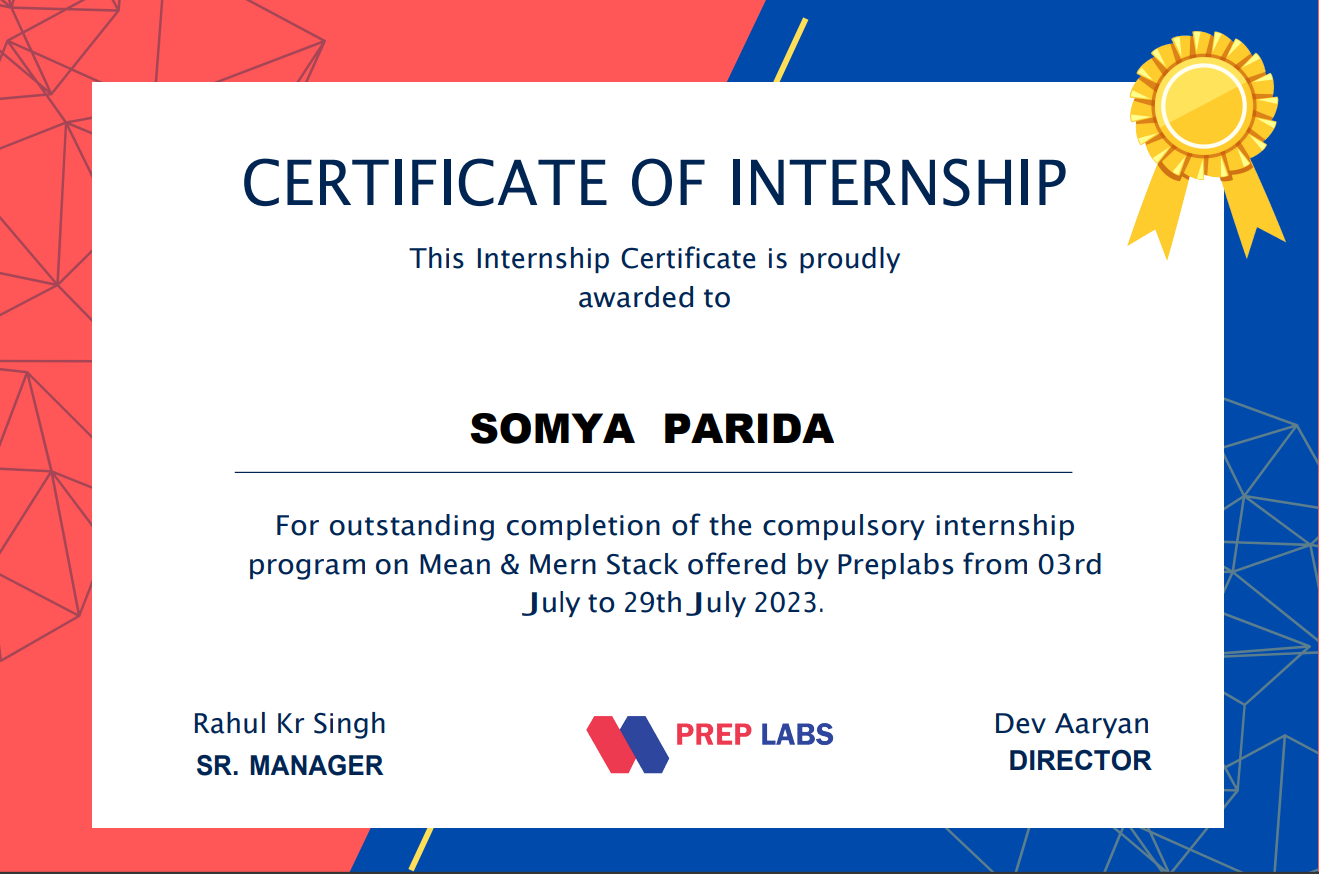 CERTIFICATE OF INTERNSHIP
This Internship Certificate is proudly
awarded to
SOMYA PARIDA
For outstanding completion of the compulsory internship
program on Mean & Mern Stack offered by Preplabs from 03rd
July to 29th July 2023.
Rahul Kr Singh
SR. MANAGER
PREP LABS
Dev Aaryan
DIRECTOR